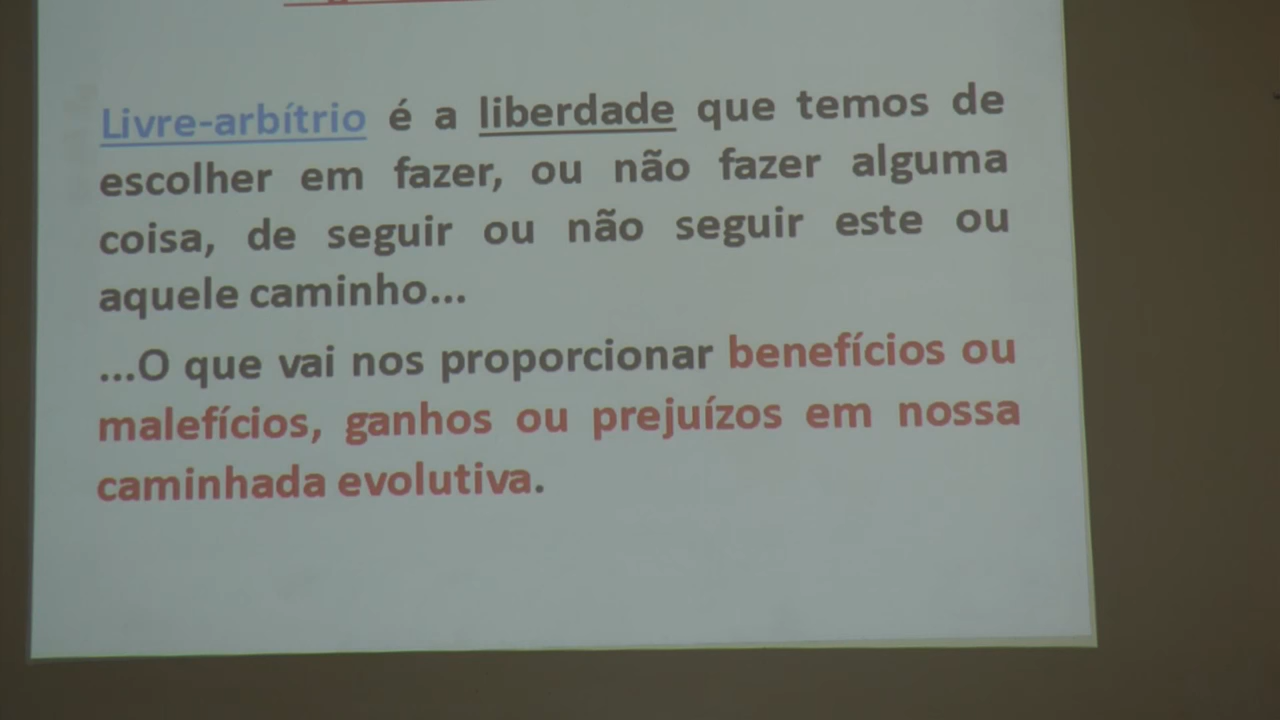 Livre-arbítrio é a liberdade que temos de
escolher em fazer, ou não fazer alguma
coisa, de seguir ou não seguir este ou
aquele caminho...
...O que vai nos proporcionar benefícios ou
malefícios, ganhos ou prejuízos em nossa
caminhada evolutiva.